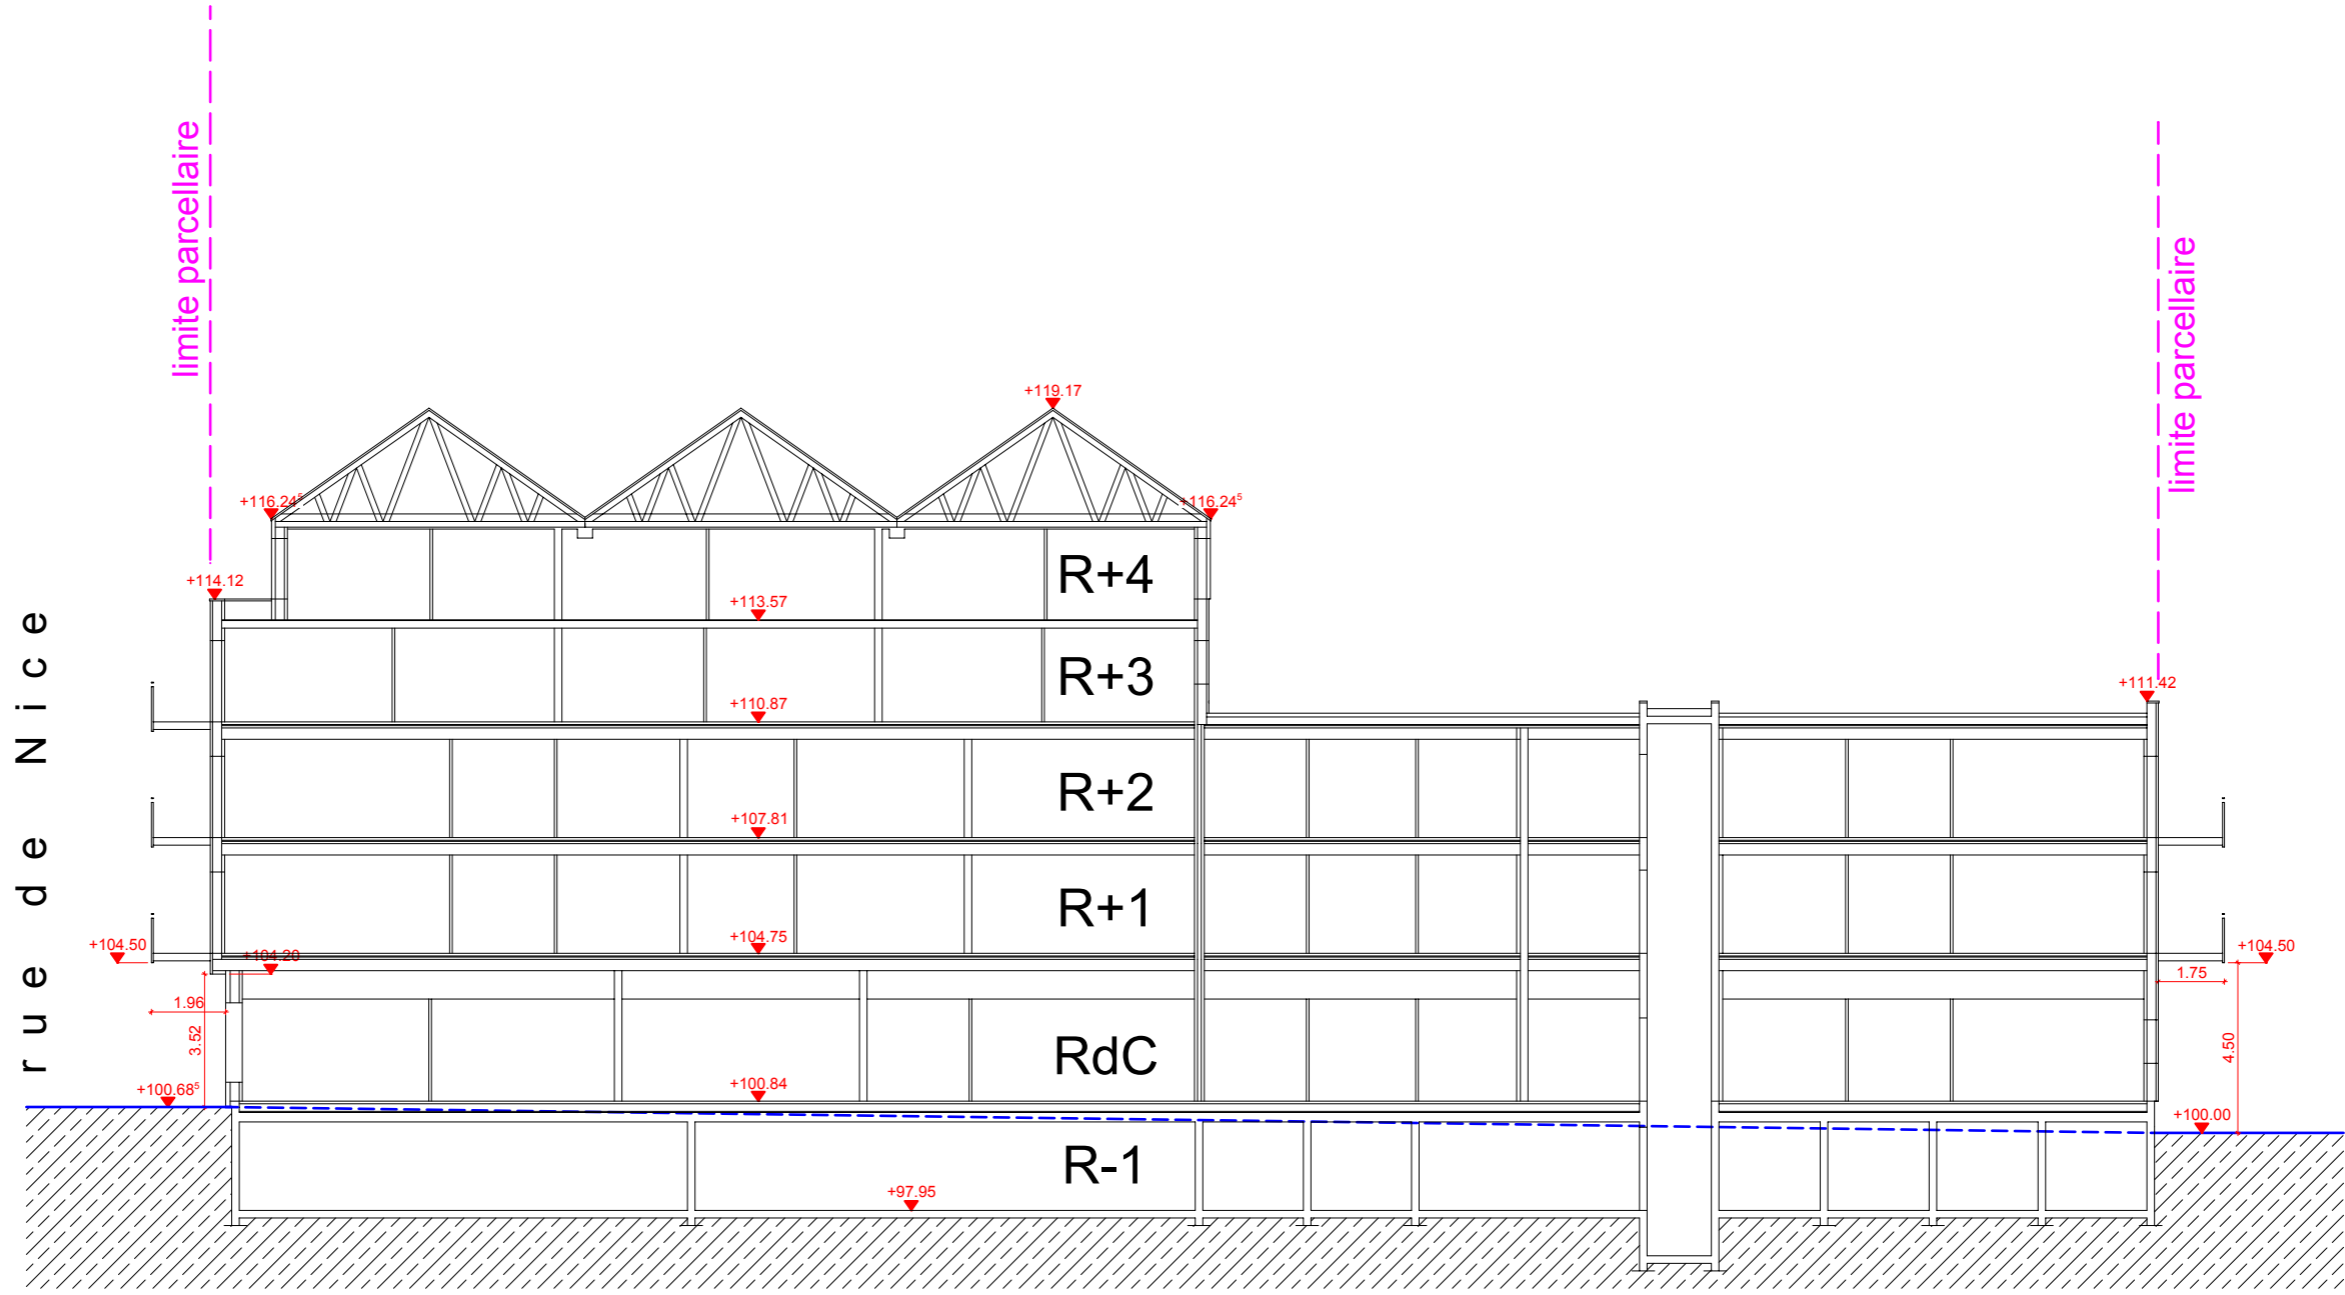 limite parcellaire
limite parcellaire
+119.17
+116.24⁵
+116.24⁵
R+4
+114.12
+113.57
R+3
+111.42
+110.87
R+2
+107.81
R+1
+104.75
+104.50
+104.20
+104.50
1.96
1.75
3.52
4.50
RdC
+100.68⁵
+100.84
+100.00
R-1
+97.95
rue de Nice